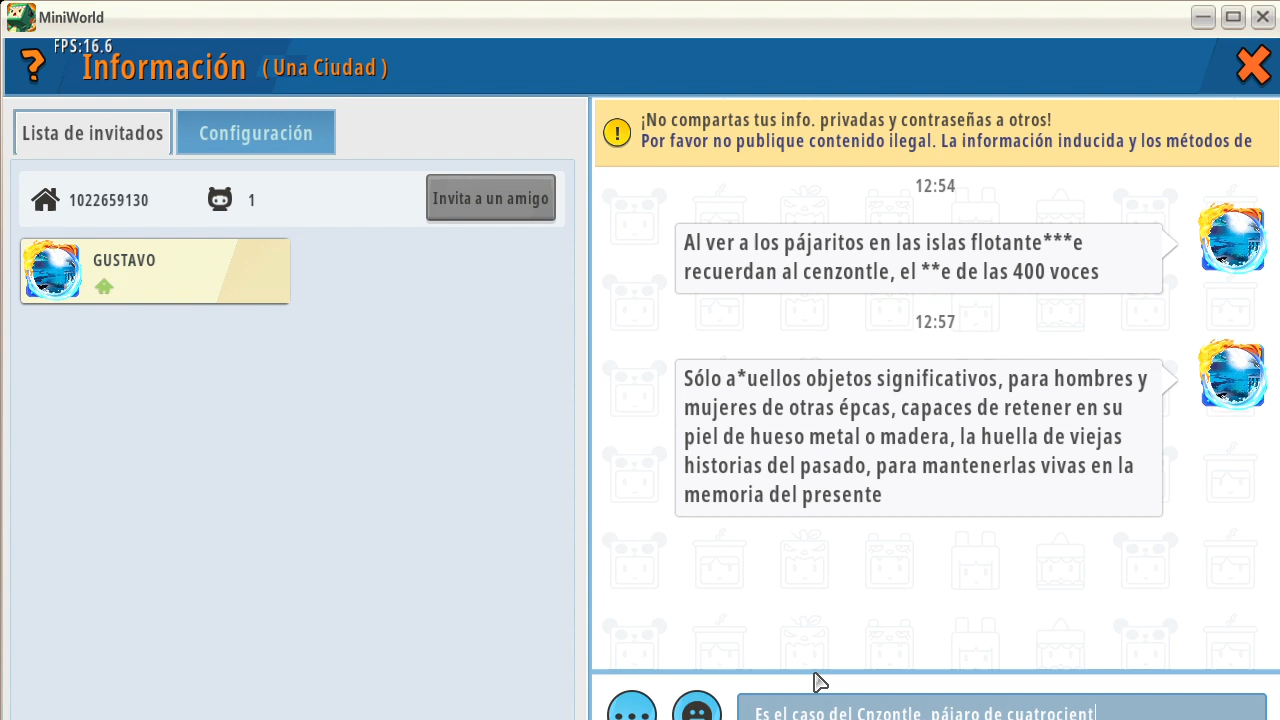 MiniWorld
FPS:16.6
Información ( Una Ciudad )
Lista de invitados
Configuración
1022659130
1
Invita a un amigo
GUSTAVO
¡No compartas tus info. privadas y contraseñas a otros!
Por favor no publique contenido ilegal. La información inducida y los métodos de
12:54
Al ver a los pájaritos en las islas flotante***e
recuerdan al cenzontle, el **e de las 400 voces
12:57
Sólo a*uellos objetos significativos, para hombres y
mujeres de otras épcas, capaces de retener en su
piel de hueso metal o madera, la huella de viejas
historias del pasado, para mantenerlas vivas en la
memoria del presente
Es el caso del Cnzontle, pájaro de cuatrocient